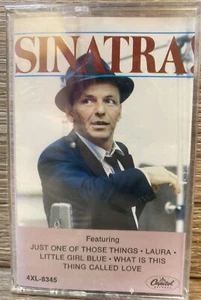 SINATRA
Featuring
JUST ONE OF THOSE THINGS • LAURA •
LITTLE GIRL BLUE • WHAT IS THIS
THING CALLED LOVE
4XL-8345
Capitol